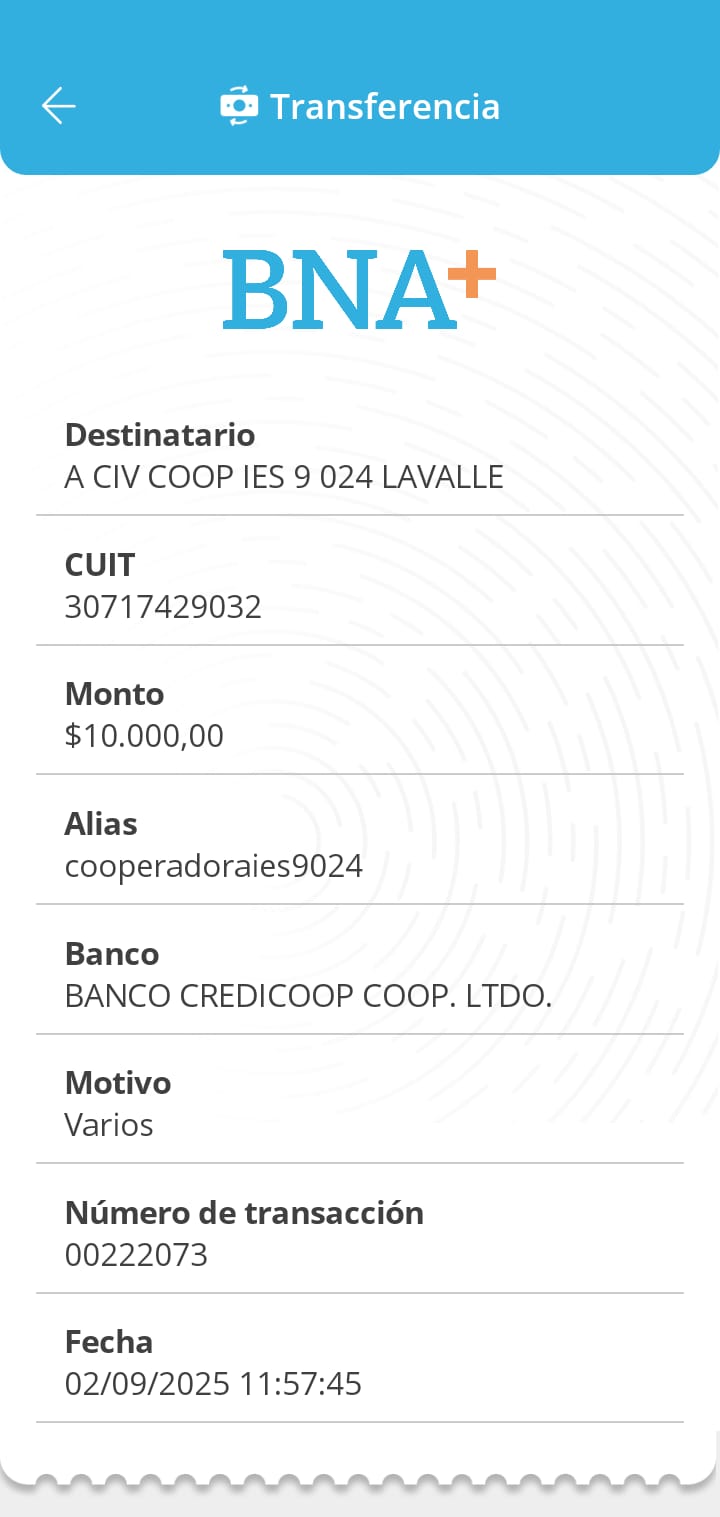 Transferencia
BNA+
Destinatario
A CIV COOP IES 9 024 LAVALLE
CUIT
30717429032
Monto
$10.000,00
Alias
cooperadoraies9024
Banco
BANCO CREDICOOP COOP. LTDO.
Motivo
Varios
Número de transacción
00222073
Fecha
02/09/2025 11:57:45